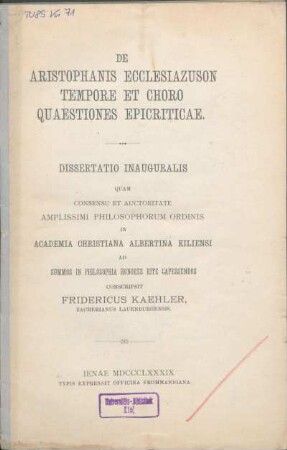 TU85 VG 71
DE
ARISTOPHANIS ECCLESIAZUSON
TEMPORE ET CHORO
QUAESTIONES EPICRITICAE.
DISSERTATIO INAUGURALIS
QUAM
CONSENSU ET AUCTORITATE
AMPLISSIMI PHILOSOPHORUM ORDINIS
IN
ACADEMIA CHRISTIANA ALBERTINA KILIENSI
AD
SUMMOS IN PHILOSOPHIA HONORES RITE CAPESSENDOS
CONSCRIPSIT
FRIDERICUS KAEHLER,
LAUENBURGENSIS.
IENAE MDCCCLXXXIX
TYPIS EXPRESSIT OFFICINA FROMMANNIANA.
Universitäts-Bibliothek
Kiel